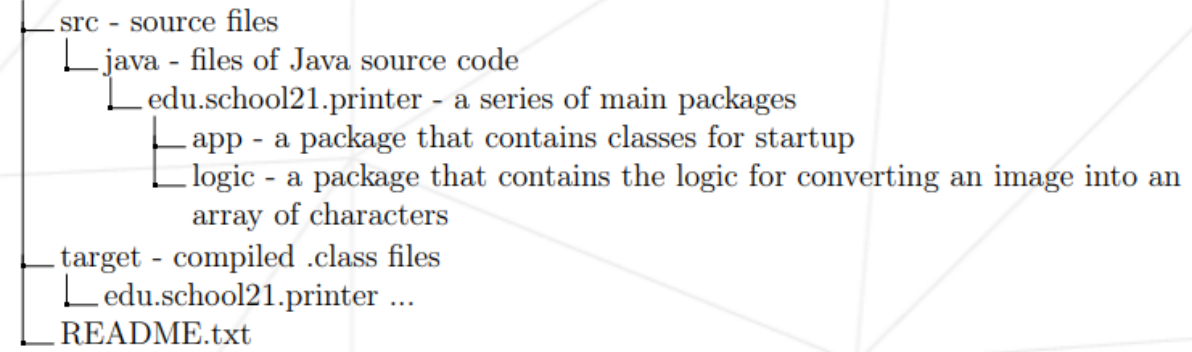 src - source files
java - files of Java source code
edu.school21.printer - a series of main packages
app - a package that contains classes for startup
logic - a package that contains the logic for converting an image into an
array of characters
target - compiled .class files
edu.school21.printer ...
README.txt